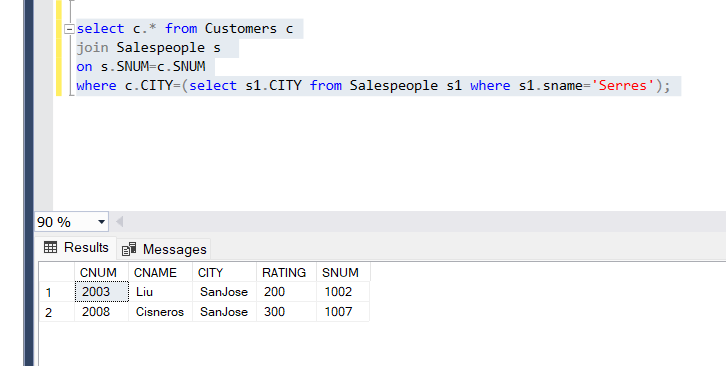 select c.* from Customers c
join Salespeople s
on s.SNUM=c.SNUM
where c.CITY=(select s1.CITY from Salespeople s1 where s1.sname='Serres');
90 %
Results Messages
CNUM CNAME CITY RATING SNUM
1 2003 Liu SanJose 200 1002
2 2008 Cisneros SanJose 300 1007